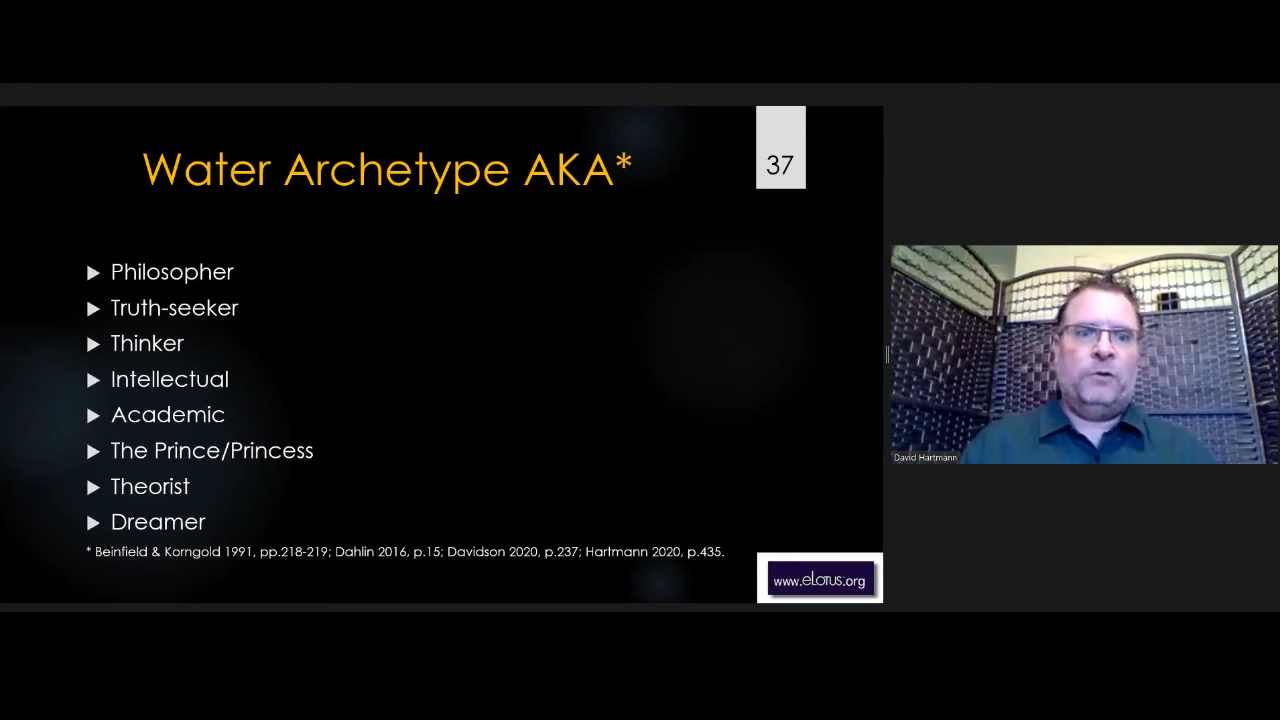 Water Archetype AKA*
37
Philosopher
Truth-seeker
Thinker
Intellectual
Academic
The Prince/Princess
Theorist
Dreamer
* Beinfield & Korngold 1991, pp.218-219; Dahlin 2016, p.15; Davidson 2020, p.237; Hartmann 2020, p.435.
www.eLotus.org
David Hartmann